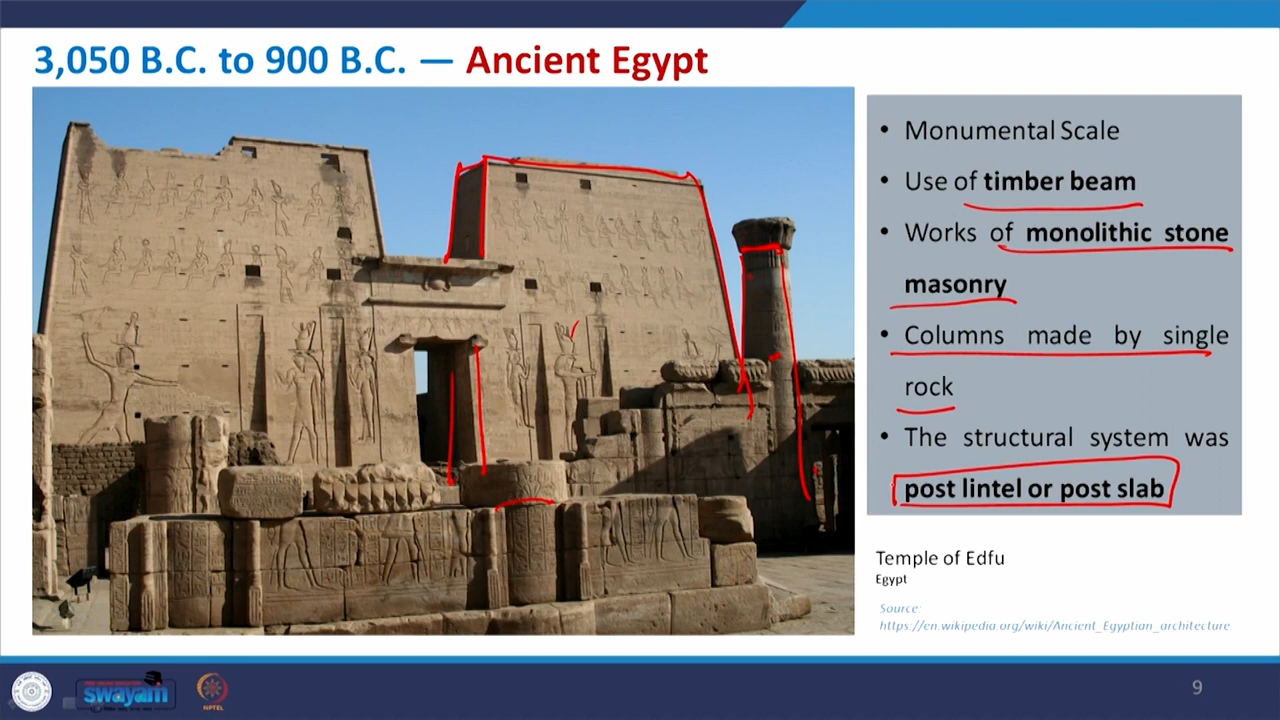 3,050 B.C. to 900 B.C. — Ancient Egypt
• Monumental Scale
• Use of timber beam
• Works of monolithic stone
masonry
• Columns made by single
rock
• The structural system was
post lintel or post slab
Temple of Edfu
Egypt
Source:
https://en.wikipedia.org/wiki/Ancient_Egyptian_architecture
swayam
NPTEL
9